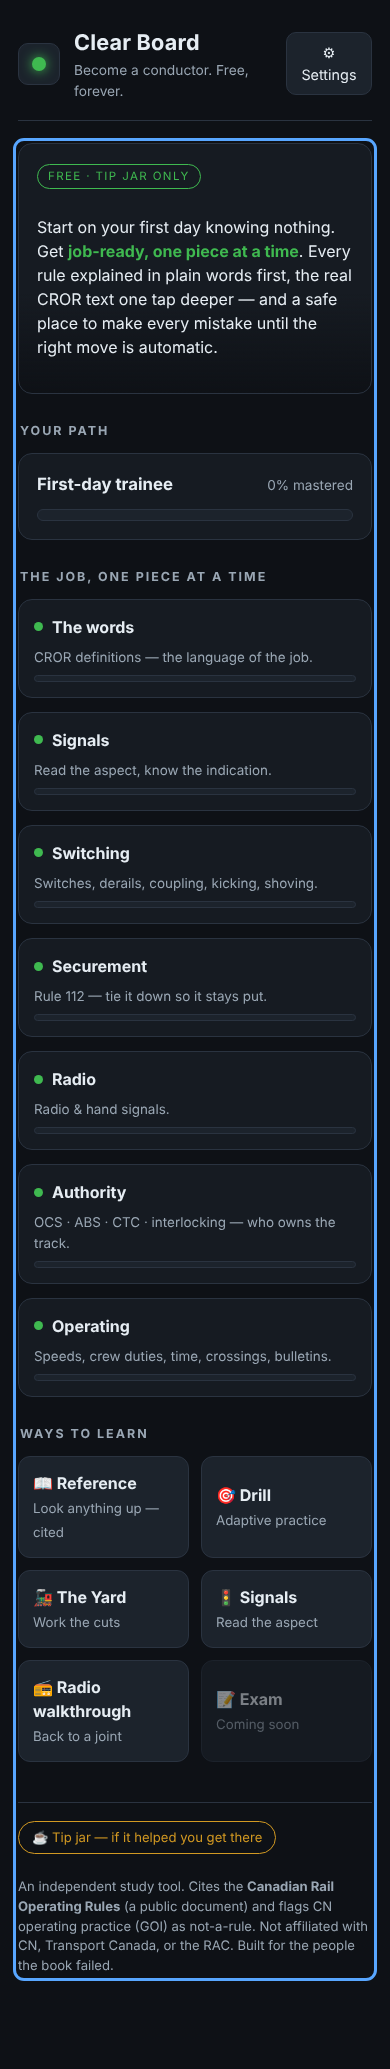 Clear Board
Become a conductor. Free,
forever.
⚙
Settings
FREE · TIP JAR ONLY
Start on your first day knowing nothing.
Get job-ready, one piece at a time. Every
rule explained in plain words first, the real
CROR text one tap deeper — and a safe
place to make every mistake until the
right move is automatic.
YOUR PATH
First-day trainee
0% mastered
THE JOB, ONE PIECE AT A TIME
The words
CROR definitions — the language of the job.
Signals
Read the aspect, know the indication.
Switching
Switches, derails, coupling, kicking, shoving.
Securement
Rule 112 — tie it down so it stays put.
Radio
Radio & hand signals.
Authority
OCS · ABS · CTC · interlocking — who owns the
track.
Operating
Speeds, crew duties, time, crossings, bulletins.
WAYS TO LEARN
📖 Reference
Look anything up —
cited
🎯 Drill
Adaptive practice
🚂 The Yard
Work the cuts
🚦 Signals
Read the aspect
📻 Radio
walkthrough
Back to a joint
📝 Exam
Coming soon
☕ Tip jar — if it helped you get there
An independent study tool. Cites the Canadian Rail
Operating Rules (a public document) and flags CN
operating practice (GOI) as not-a-rule. Not affiliated with
CN, Transport Canada, or the RAC. Built for the people
the book failed.